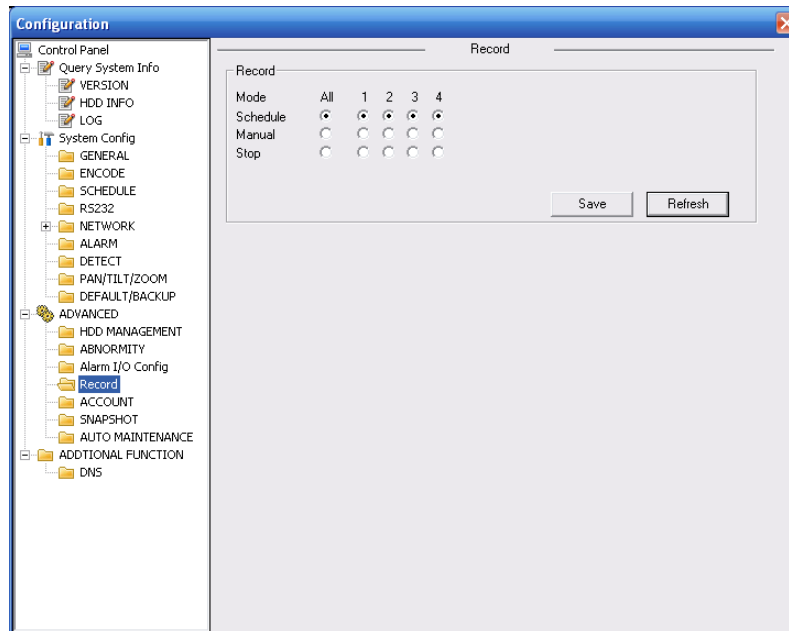 Configuration
Control Panel
Query System Info
VERSION
HDD INFO
LOG
System Config
GENERAL
ENCODE
SCHEDULE
RS232
NETWORK
ALARM
DETECT
PAN/TILT/ZOOM
DEFAULT/BACKUP
ADVANCED
HDD MANAGEMENT
ABNORMITY
Alarm I/O Config
Record
ACCOUNT
SNAPSHOT
AUTO MAINTENANCE
ADDTIONAL FUNCTION
DNS
Record
Record
Mode All 1 2 3 4
Schedule
Manual
Stop
Save Refresh